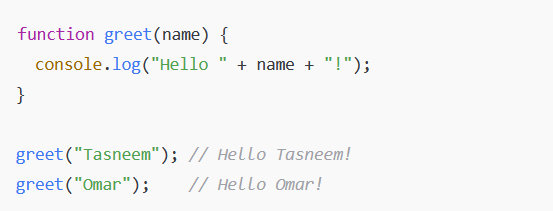 function greet(name) {
  console.log("Hello " + name + "!");
}

greet("Tasneem"); // Hello Tasneem!
greet("Omar");    // Hello Omar!